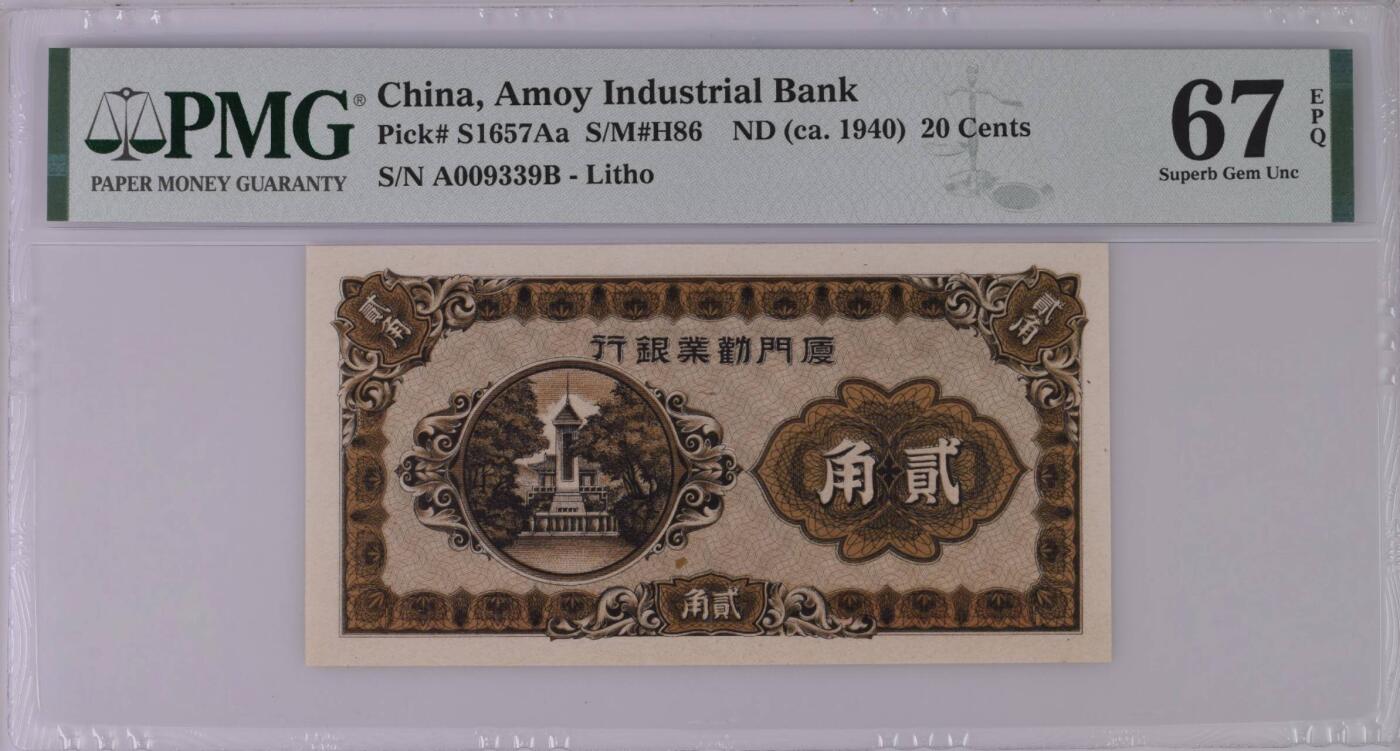 PMG®
PAPER MONEY GUARANTY
China, Amoy Industrial Bank
Pick# S1657Aa S/M#H86 ND (ca. 1940) 20 Cents
S/N A009339B - Litho
67
EPQ
Superb Gem Unc
貳角
貳角
廈門勸業銀行
貳角
貳角